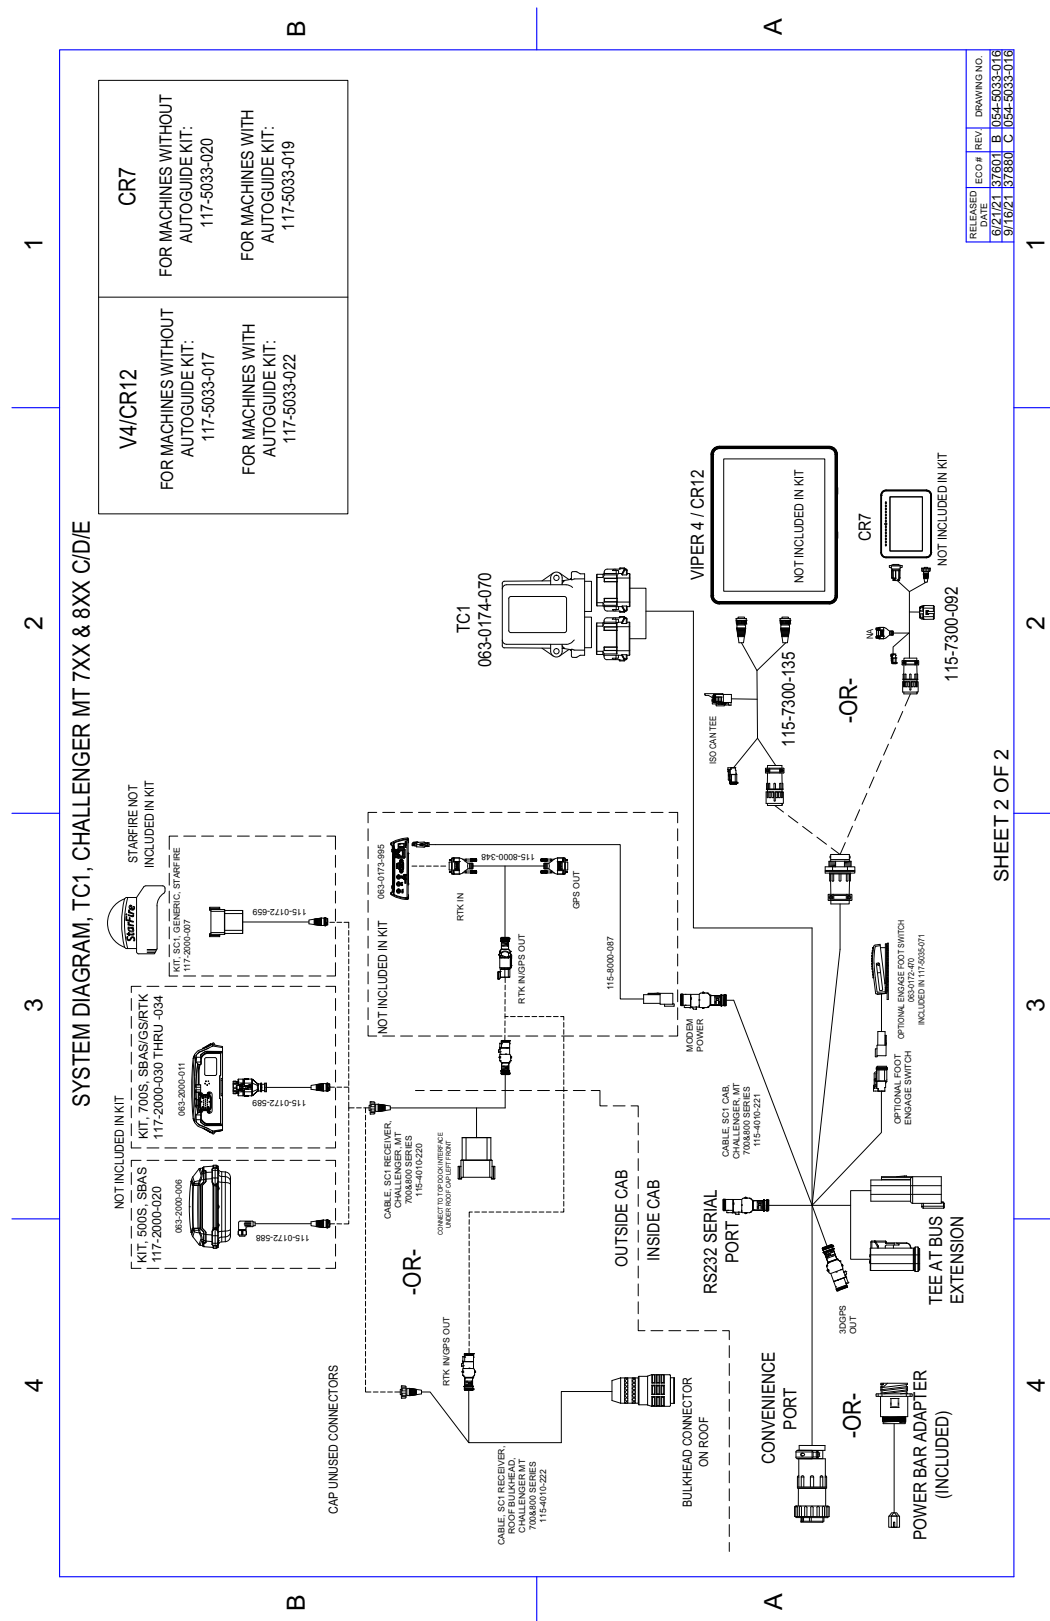 SYSTEM DIAGRAM, TC1, CHALLENGER MT 7XX & 8XX C/D/E
4
3
2
1
B
A
NOT INCLUDED IN KIT
KIT, 500S, SBAS
117-2000-020
063-2000-006
115-0172-588
KIT, 700S, SBAS/GS/RTK
117-2000-030 THRU -034
063-2000-011
115-0172-589
STARFIRE NOT
INCLUDED IN KIT
StarFire
KIT, SC1, GENERIC, STARFIRE
117-2000-007
115-0172-659
V4/CR12
FOR MACHINES WITHOUT
AUTOGUIDE KIT:
117-5033-017
FOR MACHINES WITH
AUTOGUIDE KIT:
117-5033-022
CR7
FOR MACHINES WITHOUT
AUTOGUIDE KIT:
117-5033-020
FOR MACHINES WITH
AUTOGUIDE KIT:
117-5033-019
CAP UNUSED CONNECTORS
CABLE, SC1 RECEIVER,
CHALLENGER, MT
700&800 SERIES
115-4010-220
CONNECT TO TOPDOCK INTERFACE
UNDER ROOF CAP LEFT FRONT
-OR-
RTK IN/GPS OUT
CABLE, SC1 RECEIVER,
ROOF BULKHEAD,
CHALLENGER MT
700&800 SERIES
115-4010-222
BULKHEAD CONNECTOR
ON ROOF
OUTSIDE CAB
INSIDE CAB
NOT INCLUDED IN KIT
063-0173-995
RTK IN
115-8000-348
GPS OUT
RTK IN/GPS OUT
115-8000-087
MODEM
POWER
TC1
063-0174-070
CABLE, SC1 CAB,
CHALLENGER, MT
700&800 SERIES
115-4010-221
RS232 SERIAL
PORT
CONVENIENCE
PORT
-OR-
POWER BAR ADAPTER
(INCLUDED)
3DGPS
OUT
TEE AT BUS
EXTENSION
OPTIONAL FOOT
ENGAGE SWITCH
OPTIONAL ENGAGE FOOT SWITCH
063-0172-470
INCLUDED IN 117-5035-071
VIPER 4 / CR12
NOT INCLUDED IN KIT
ISO CAN TEE
115-7300-135
-OR-
CR7
NOT INCLUDED IN KIT
NA
115-7300-092
SHEET 2 OF 2
RELEASED DATE ECO # REV. DRAWING NO.
6/21/21 37601 B 054-5033-016
9/16/21 37880 C 054-5033-016
B
A
4
3
2
1